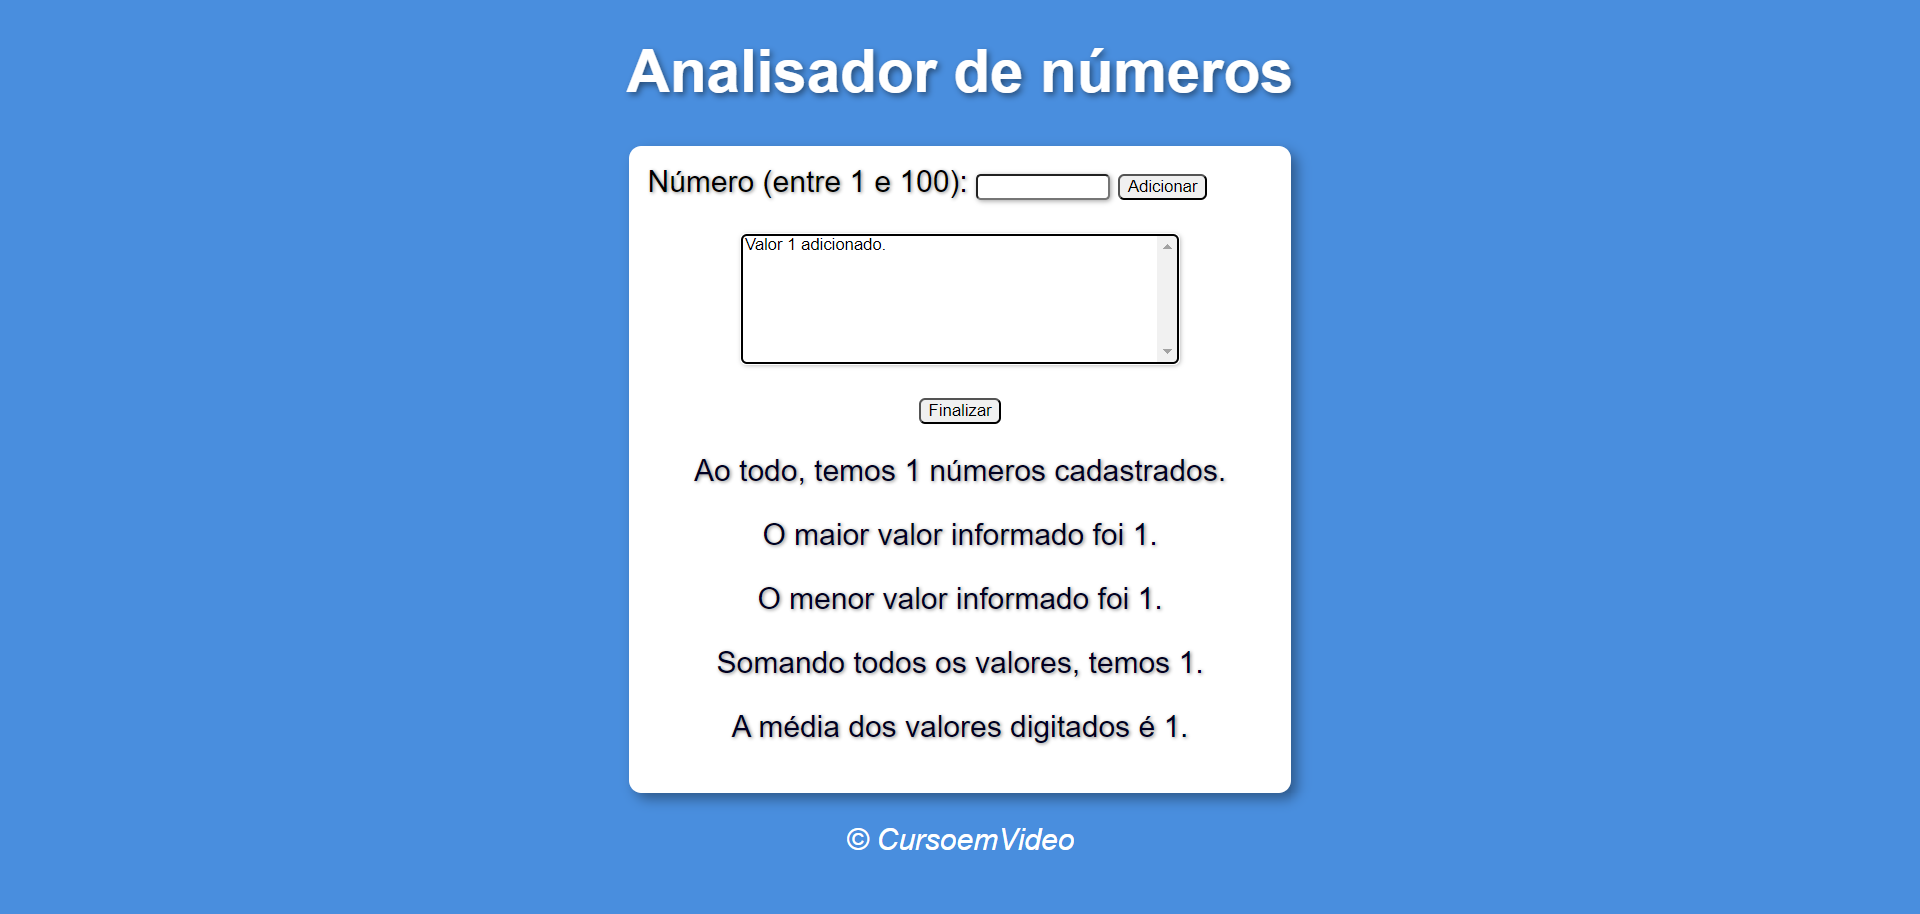 Analisador de números
Número (entre 1 e 100): Adicionar
Valor 1 adicionado.
Finalizar
Ao todo, temos 1 números cadastrados.
O maior valor informado foi 1.
O menor valor informado foi 1.
Somando todos os valores, temos 1.
A média dos valores digitados é 1.
© CursoemVideo